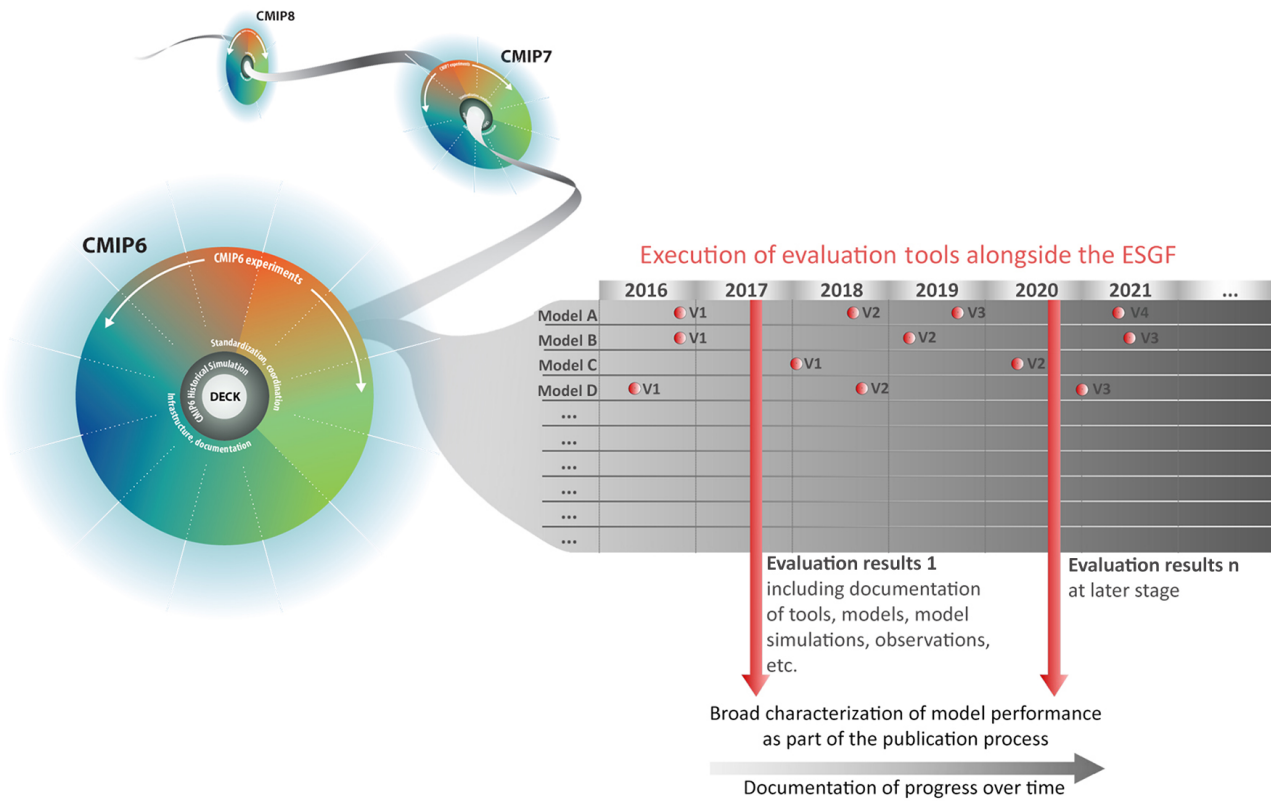 CMIP8
CMIP7
CMIP7 experiments
CMIP6
CMIP6 experiments
Standardization, coordination
CMIP6 Historical Simulation
DECK
Infrastructure, documentation
Execution of evaluation tools alongside the ESGF
2016 2017 2018 2019 2020 2021 ...
Model A V1 V2 V3 V4
Model B V1 V2 V3
Model C V1 V2
Model D V1 V2 V3
...
...
...
...
...
...
Evaluation results 1
including documentation
of tools, models, model
simulations, observations,
etc.
Evaluation results n
at later stage
Broad characterization of model performance
as part of the publication process
Documentation of progress over time